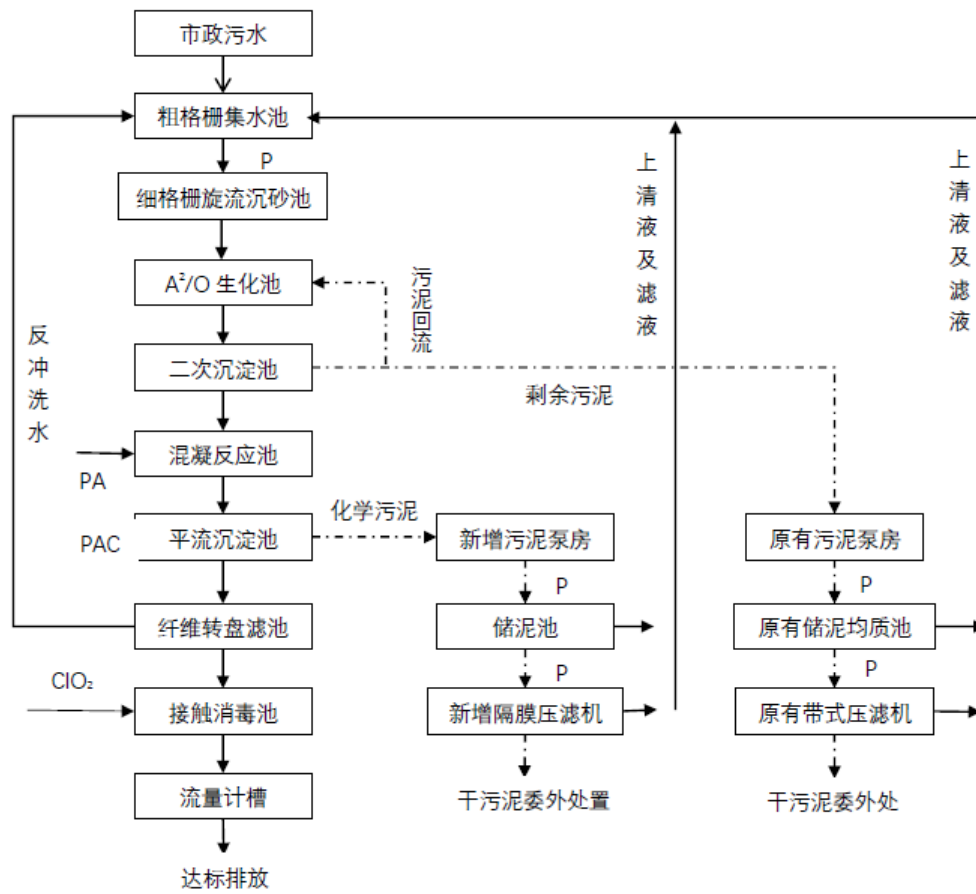 市政污水
粗格栅集水池
P
细格栅旋流沉砂池
A²/O 生化池
污泥回流
二次沉淀池
剩余污泥
反冲洗水
上清液及滤液
上清液及滤液
混凝反应池
PA
PAC
平流沉淀池
化学污泥
新增污泥泵房
原有污泥泵房
P
P
纤维转盘滤池
储泥池
原有储泥均质池
P
P
ClO₂
接触消毒池
新增隔膜压滤机
原有带式压滤机
流量计槽
干污泥委外处置
干污泥委外处
达标排放